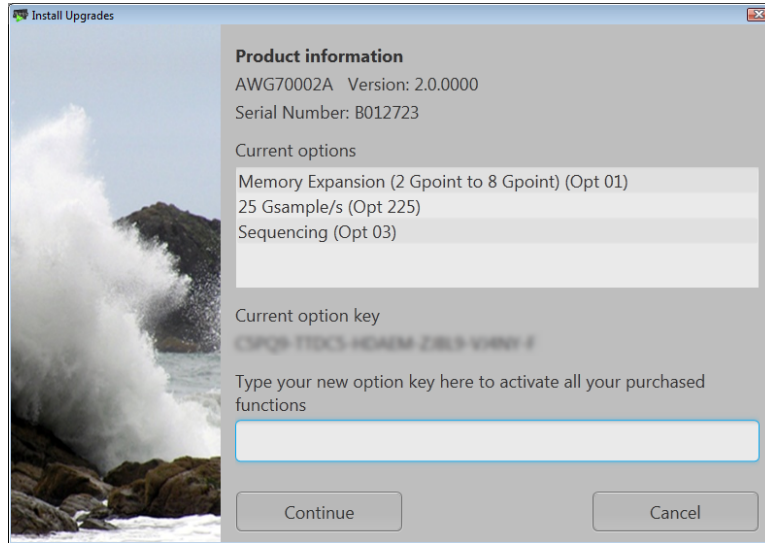 Install Upgrades
Product information
AWG70002A Version: 2.0.0000
Serial Number: B012723
Current options
Memory Expansion (2 Gpoint to 8 Gpoint) (Opt 01)
25 Gsample/s (Opt 225)
Sequencing (Opt 03)
Current option key
Type your new option key here to activate all your purchased
functions
Continue
Cancel